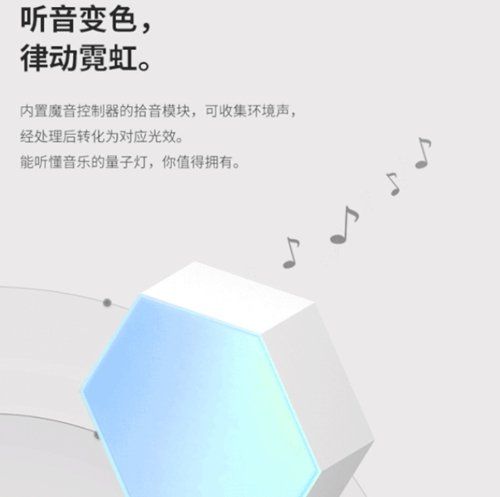 听音变色，
律动霓虹。
内置魔音控制器的拾音模块，可收集环境声，
经处理后转化为对应光效。
能听懂音乐的量子灯，你值得拥有。